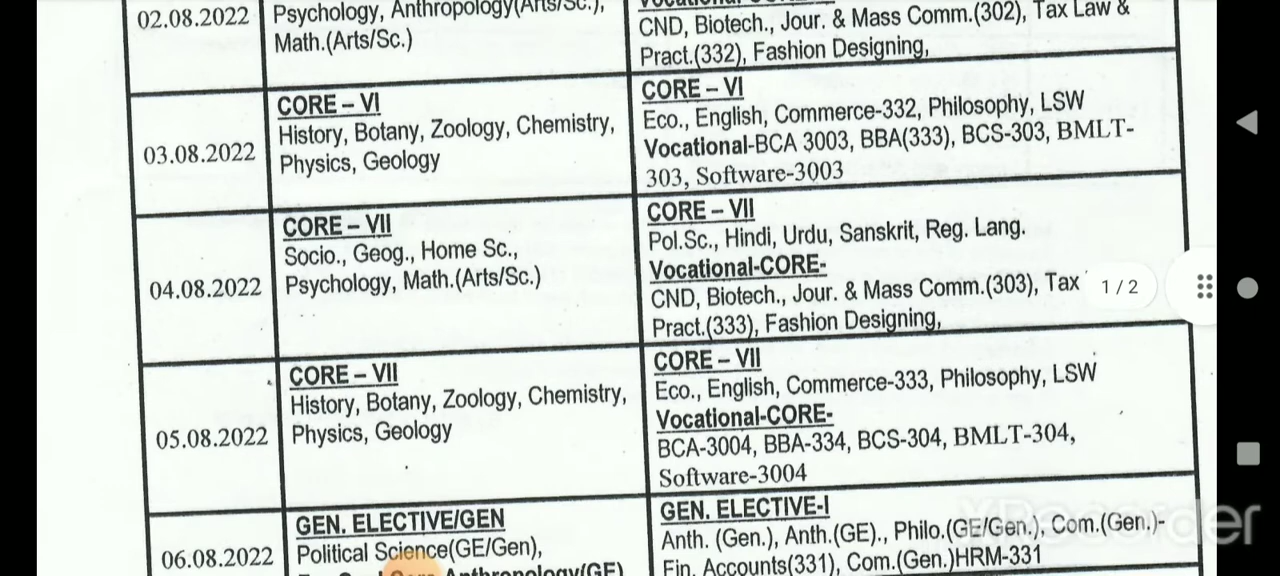 02.08.2022
Psychology, Anthropology(Arts/Sc.),
Math.(Arts/Sc.)
CND, Biotech., Jour. & Mass Comm.(302), Tax Law &
Pract.(332), Fashion Designing,
03.08.2022
CORE – VI
History, Botany, Zoology, Chemistry,
Physics, Geology
CORE – VI
Eco., English, Commerce-332, Philosophy, LSW
Vocational-BCA 3003, BBA(333), BCS-303, BMLT-
303, Software-3003
04.08.2022
CORE – VII
Socio., Geog., Home Sc.,
Psychology, Math.(Arts/Sc.)
CORE – VII
Pol.Sc., Hindi, Urdu, Sanskrit, Reg. Lang.
Vocational-CORE-
CND, Biotech., Jour. & Mass Comm.(303), Tax
Pract.(333), Fashion Designing,
1 / 2
05.08.2022
CORE – VII
History, Botany, Zoology, Chemistry,
Physics, Geology
CORE – VII
Eco., English, Commerce-333, Philosophy, LSW
Vocational-CORE-
BCA-3004, BBA-334, BCS-304, BMLT-304,
Software-3004
06.08.2022
GEN. ELECTIVE/GEN
Political Science(GE/Gen),
Anthropology(GE)
GEN. ELECTIVE-I
Anth. (Gen.), Anth.(GE)., Philo.(GE/Gen.), Com.(Gen.)-
Fin. Accounts(331), Com.(Gen.)HRM-331
XRecorder